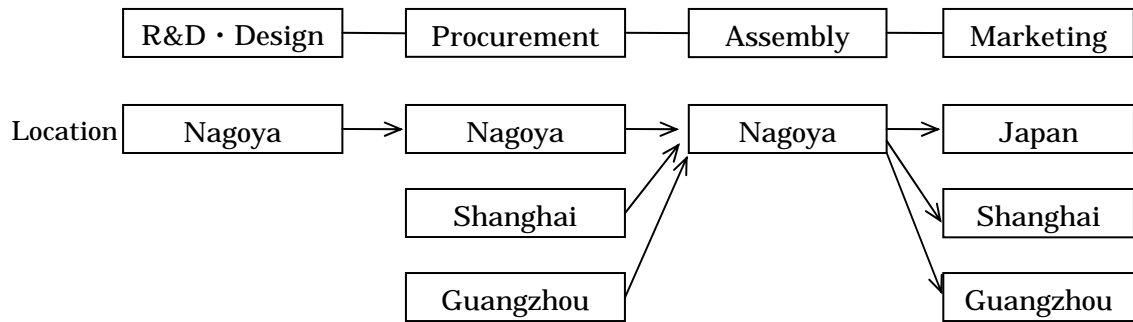 R&D・Design Procurement Assembly Marketing
Location Nagoya Nagoya Nagoya Japan
Shanghai Shanghai
Guangzhou Guangzhou